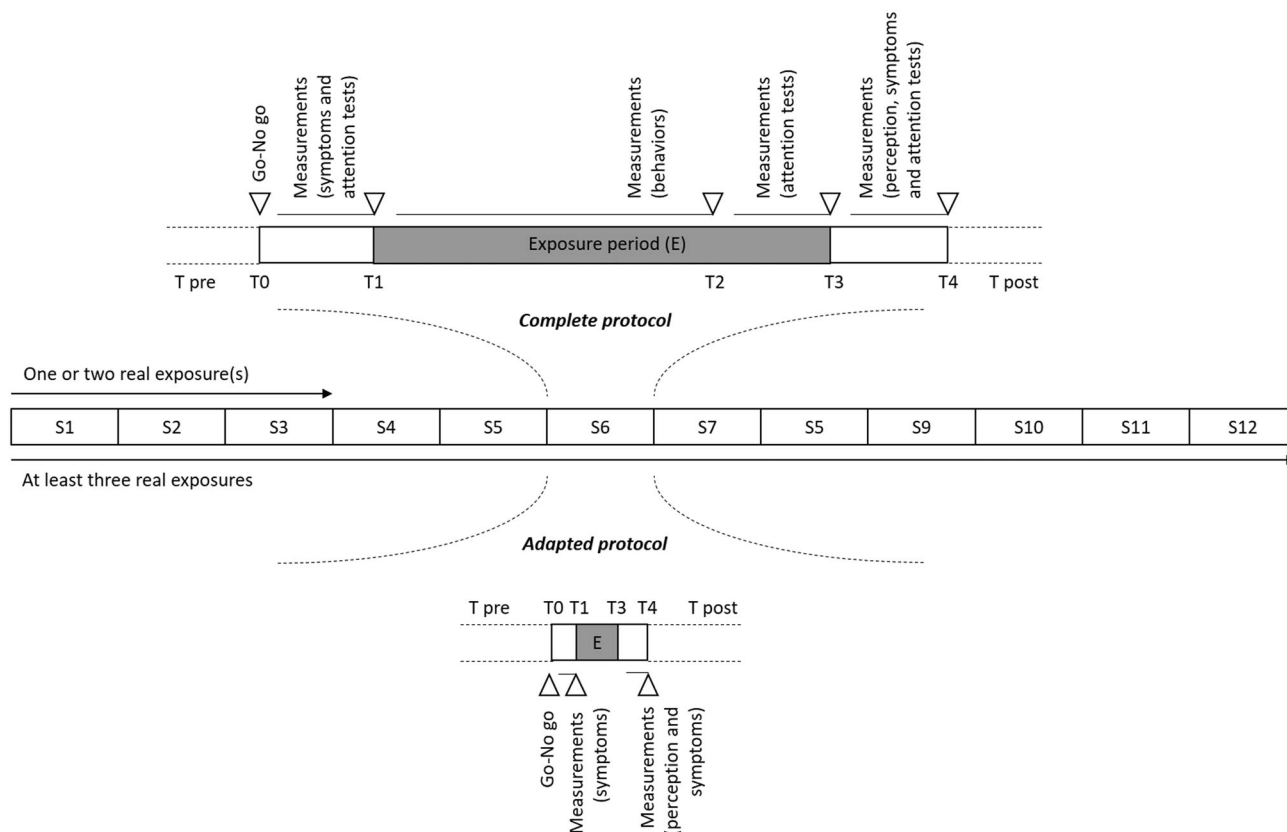 Go-No go
Measurements
(symptoms and
attention tests)
Measurements
(behaviors)
Measurements
(attention tests)
Measurements
(perception, symptoms
and attention tests)
Exposure period (E)
T pre
T0
T1
T2
T3
T4
T post
Complete protocol
One or two real exposure(s)
S1
S2
S3
S4
S5
S6
S7
S5
S9
S10
S11
S12
At least three real exposures
Adapted protocol
T pre
T0
T1
T3
T4
T post
E
Go-No go
Measurements
(symptoms)
Measurements
(perception and
symptoms)